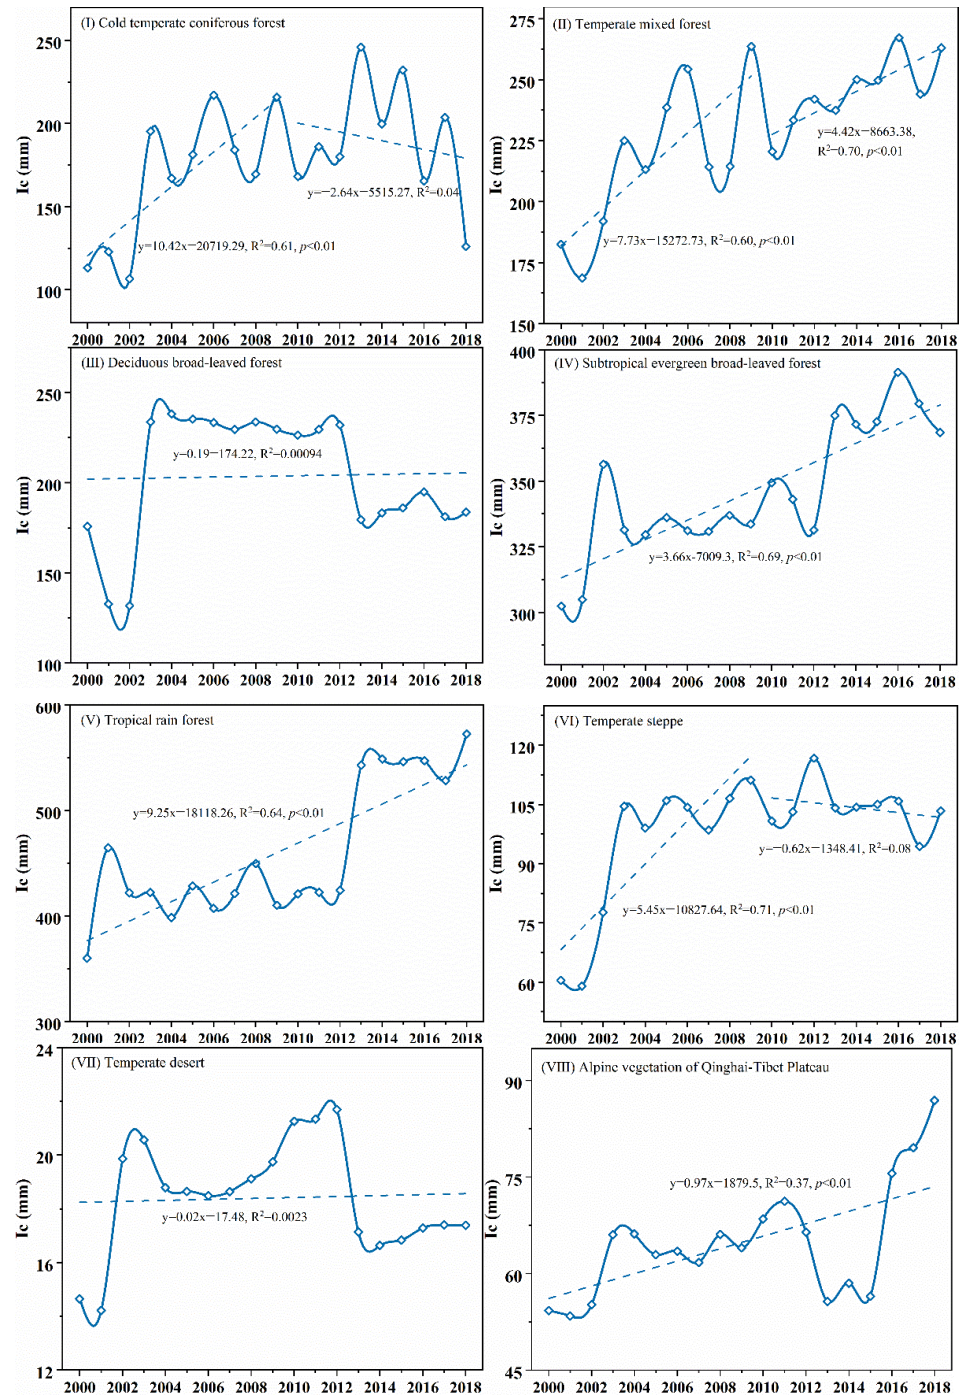 (I) Cold temperate coniferous forest
250
200
150
100
Ic (mm)
y=10.42x−20719.29, R²=0.61, p<0.01
y=−2.64x−5515.27, R²=0.04
2000 2002 2004 2006 2008 2010 2012 2014 2016 2018
(II) Temperate mixed forest
275
250
225
200
175
150
Ic (mm)
y=4.42x−8663.38,
R²=0.70, p<0.01
y=7.73x−15272.73, R²=0.60, p<0.01
2000 2002 2004 2006 2008 2010 2012 2014 2016 2018
(III) Deciduous broad-leaved forest
250
200
150
100
Ic (mm)
y=0.19−174.22, R²=0.00094
2000 2002 2004 2006 2008 2010 2012 2014 2016 2018
(IV) Subtropical evergreen broad-leaved forest
400
375
350
325
300
Ic (mm)
y=3.66x-7009.3, R²=0.69, p<0.01
2000 2002 2004 2006 2008 2010 2012 2014 2016 2018
(V) Tropical rain forest
600
500
400
300
Ic (mm)
y=9.25x−18118.26, R²=0.64, p<0.01
2000 2002 2004 2006 2008 2010 2012 2014 2016 2018
(VI) Temperate steppe
120
105
90
75
60
Ic (mm)
y=−0.62x−1348.41, R²=0.08
y=5.45x−10827.64, R²=0.71, p<0.01
2000 2002 2004 2006 2008 2010 2012 2014 2016 2018
(VII) Temperate desert
24
20
16
12
Ic (mm)
y=0.02x−17.48, R²=0.0023
2000 2002 2004 2006 2008 2010 2012 2014 2016 2018
(VIII) Alpine vegetation of Qinghai-Tibet Plateau
90
75
60
45
Ic (mm)
y=0.97x−1879.5, R²=0.37, p<0.01
2000 2002 2004 2006 2008 2010 2012 2014 2016 2018